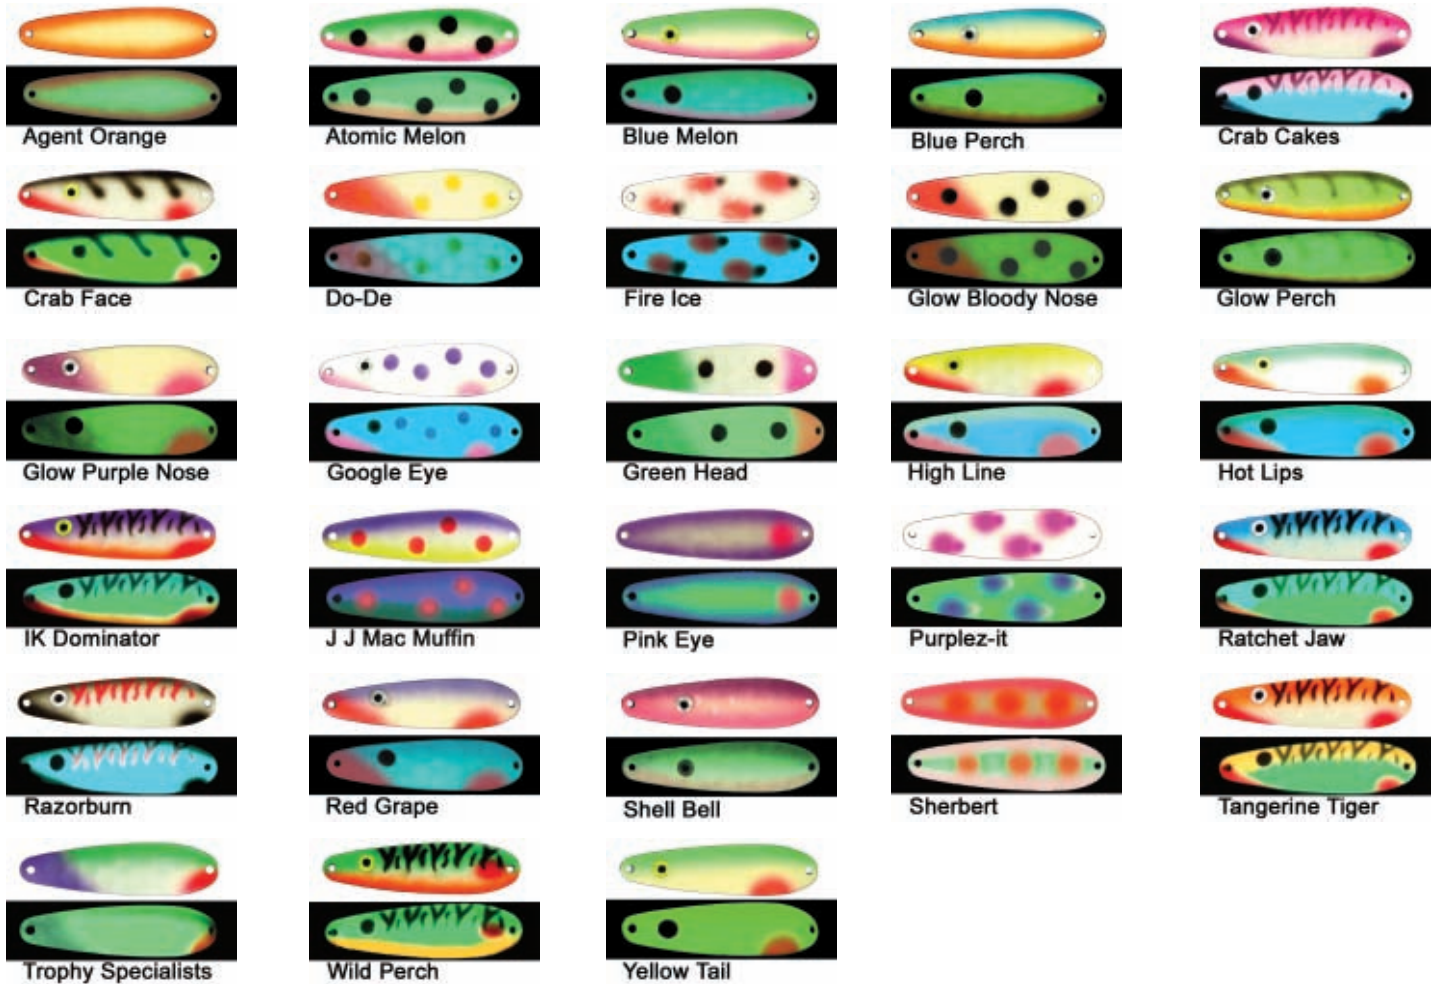 Agent Orange
Atomic Melon
Blue Melon
Blue Perch
Crab Cakes
Crab Face
Do-De
Fire Ice
Glow Bloody Nose
Glow Perch
Glow Purple Nose
Google Eye
Green Head
High Line
Hot Lips
IK Dominator
J J Mac Muffin
Pink Eye
Purplez-it
Ratchet Jaw
Razorburn
Red Grape
Shell Bell
Sherbert
Tangerine Tiger
Trophy Specialists
Wild Perch
Yellow Tail